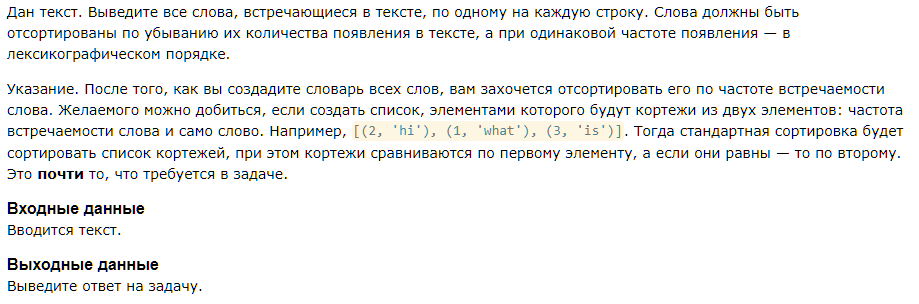 Дан текст. Выведите все слова, встречающиеся в тексте, по одному на каждую строку. Слова должны быть
отсортированы по убыванию их количества появления в тексте, а при одинаковой частоте появления — в
лексикографическом порядке.
Указание. После того, как вы создадите словарь всех слов, вам захочется отсортировать его по частоте встречаемости
слова. Желаемого можно добиться, если создать список, элементами которого будут кортежи из двух элементов: частота
встречаемости слова и само слово. Например, [(2, 'hi'), (1, 'what'), (3, 'is')]. Тогда стандартная сортировка будет
сортировать список кортежей, при этом кортежи сравниваются по первому элементу, а если они равны — то по второму.
Это почти то, что требуется в задаче.
Входные данные
Вводится текст.
Выходные данные
Выведите ответ на задачу.